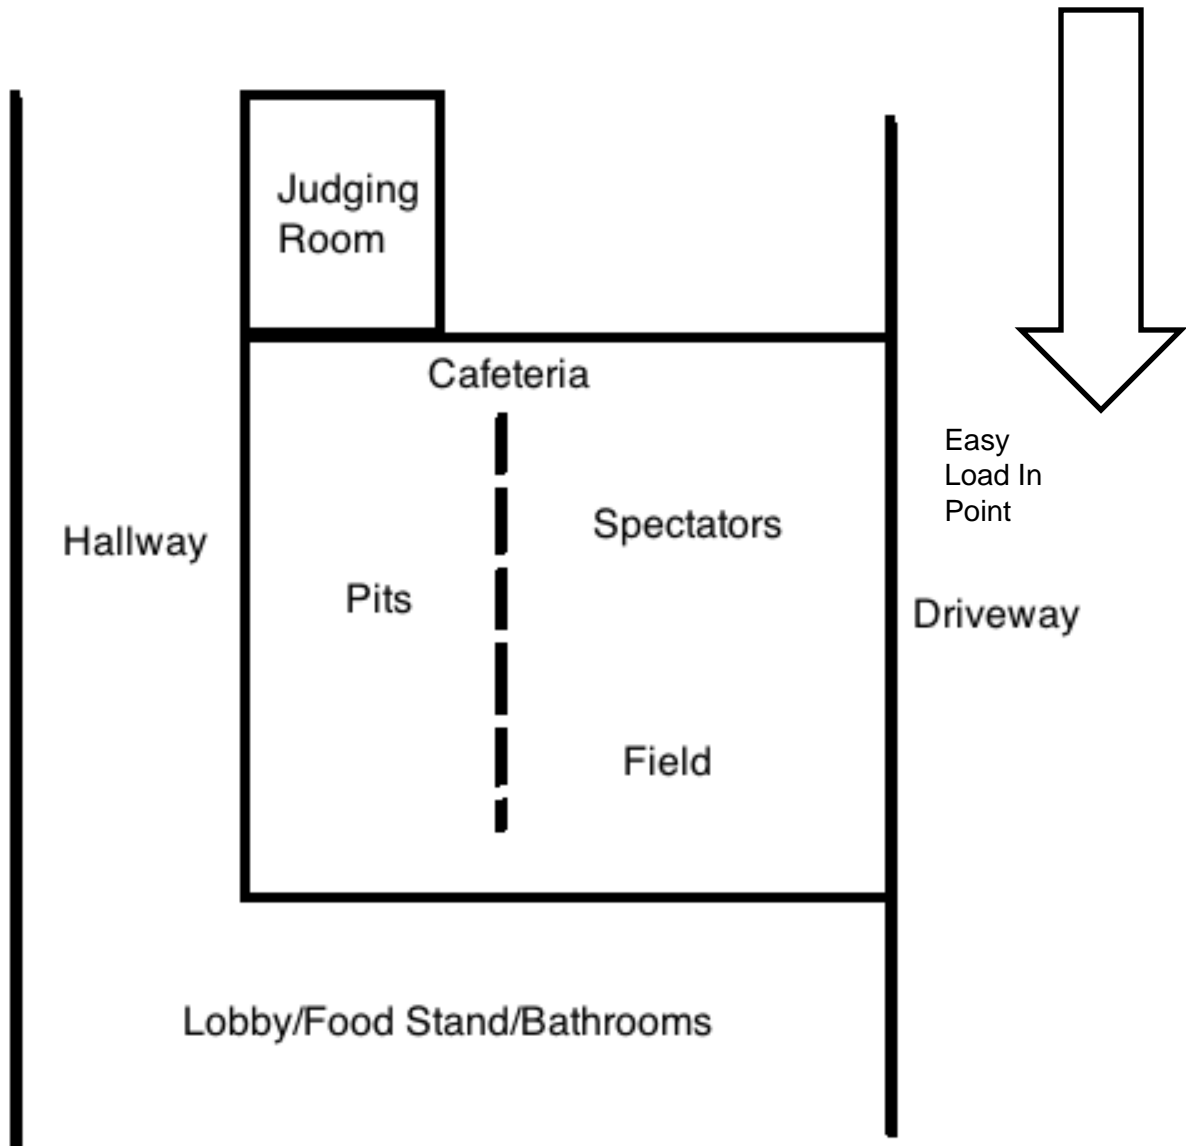 Judging
Room
Cafeteria
Easy
Load In
Point
Spectators
Hallway
Pits
Driveway
Field
Lobby/Food Stand/Bathrooms